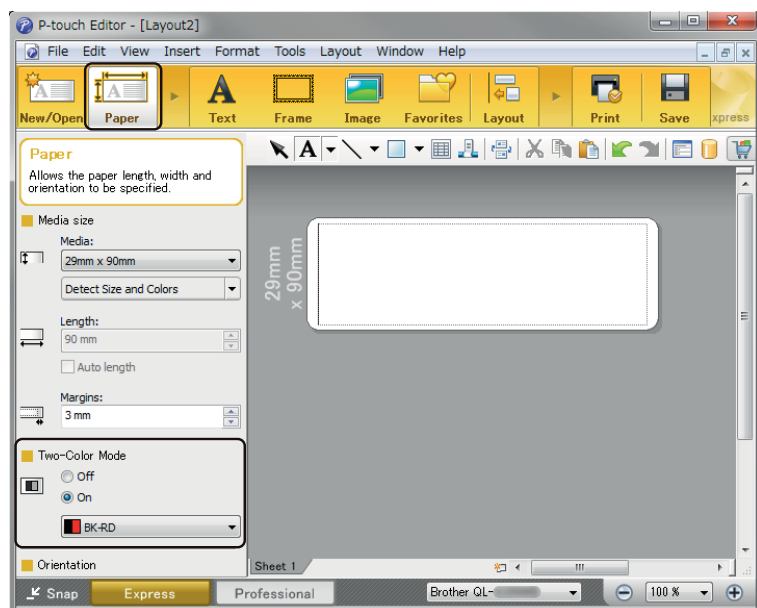 P-touch Editor - [Layout2]
File Edit View Insert Format Tools Layout Window Help
New/Open Paper Text Frame Image Favorites Layout Print Save xpress
A
Paper
Allows the paper length, width and
orientation to be specified.
Media size
Media:
29mm x 90mm
Detect Size and Colors
Length:
90 mm
Auto length
Margins:
3 mm
Two-Color Mode
Off
On
BK-RD
Orientation
29mm
x 90mm
Sheet 1
Snap Express Professional Brother QL- 100 %